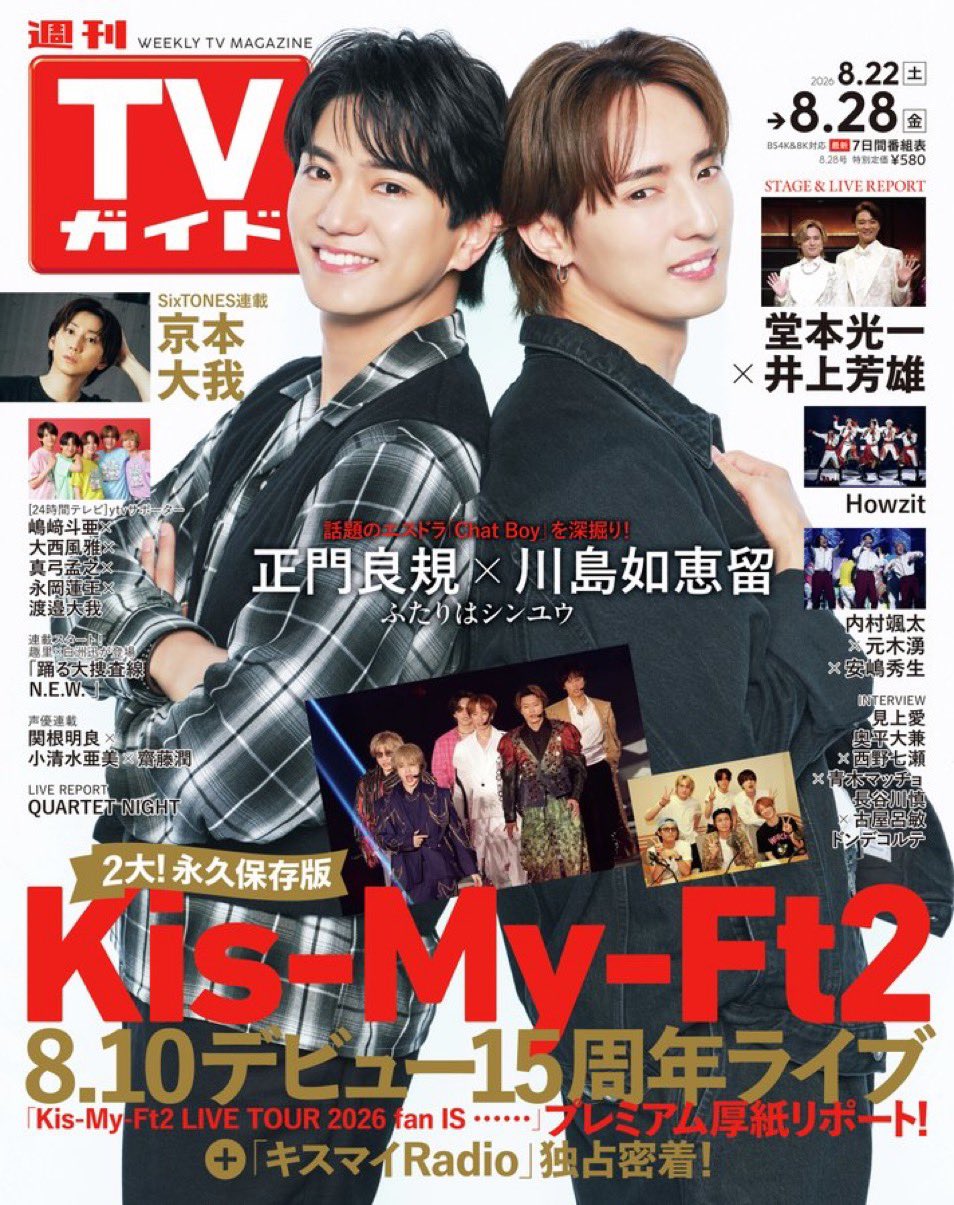 週刊
WEEKLY TV MAGAZINE
TV
ガイド
2026 8.22 土
→8.28 金
BS4K&8K対応 最新 7日間番組表
8.28号 特別定価 ¥580
STAGE & LIVE REPORT
堂本光一
×井上芳雄
Howzit
内村颯太
×元木湧
×安嶋秀生
INTERVIEW
見上愛
奥平大兼
×西野七瀬
×青木マッチョ
長谷川慎
×古屋呂敏
ドンデコルテ
SixTONES連載
京本
大我
[24時間テレビ]ytvサポーター
嶋﨑斗亜×
大西風雅×
真弓孟之×
永岡蓮王×
渡邉大我
連載スタート!
趣里×白洲迅が登場
「踊る大捜査線
N.E.W.」
声優連載
関根明良×
小清水亜美×齋藤潤
LIVE REPORT
QUARTET NIGHT
話題のエスドラ「Chat Boy」を深掘り!
正門良規×川島如恵留
ふたりはシンユウ
2大!永久保存版
Kis-My-Ft2
8.10デビュー15周年ライブ
「Kis-My-Ft2 LIVE TOUR 2026 fan IS ……」プレミアム厚紙リポート!
+「キスマイRadio」独占密着!